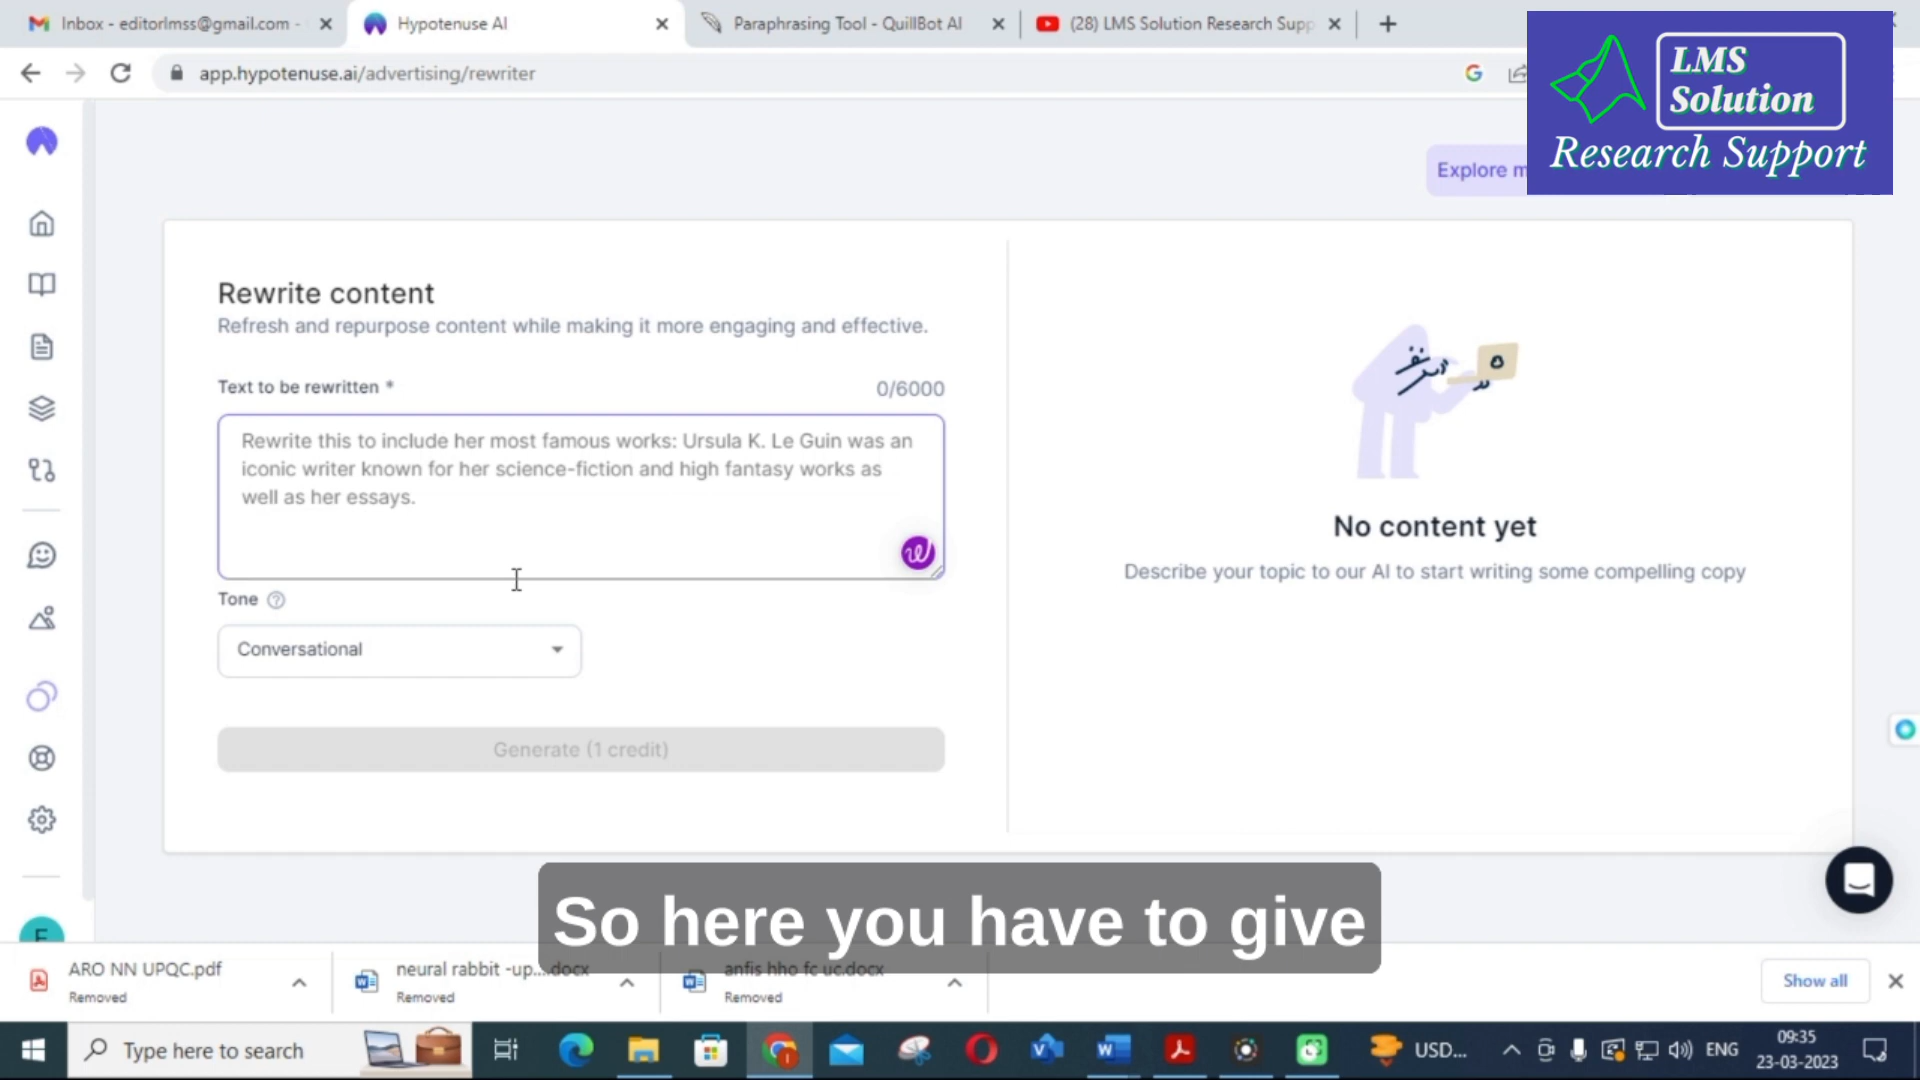 Inbox - editorlmss@gmail.com -
Hypotenuse AI
Paraphrasing Tool - QuillBot AI
(28) LMS Solution Research Supp
app.hypotenuse.ai/advertising/rewriter
LMS
Solution
Research Support
Explore m
Rewrite content
Refresh and repurpose content while making it more engaging and effective.
Text to be rewritten *
0/6000
Rewrite this to include her most famous works: Ursula K. Le Guin was an
iconic writer known for her science-fiction and high fantasy works as
well as her essays.
Tone
Conversational
Generate (1 credit)
No content yet
Describe your topic to our AI to start writing some compelling copy
E
So here you have to give
ARO NN UPQC.pdf
Removed
neural rabbit -up....docx
Removed
anfis hho fc uc.docx
Removed
Show all
Type here to search
USD...
ENG
09:35
23-03-2023